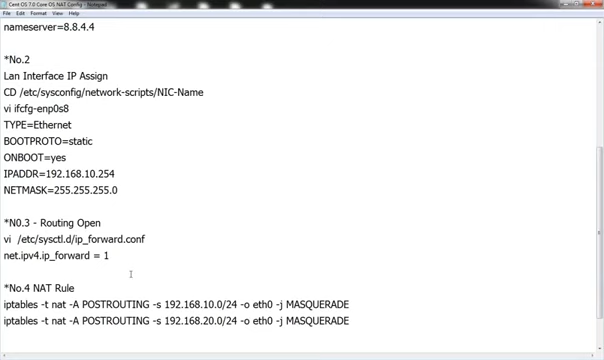 Cent OS 7.0 Core OS NAT Config - Notepad
File Edit Format View Help
nameserver=8.8.4.4
*No.2
Lan Interface IP Assign
CD /etc/sysconfig/network-scripts/NIC-Name
vi ifcfg-enp0s8
TYPE=Ethernet
BOOTPROTO=static
ONBOOT=yes
IPADDR=192.168.10.254
NETMASK=255.255.255.0
*N0.3 - Routing Open
vi /etc/sysctl.d/ip_forward.conf
net.ipv4.ip_forward = 1
*No.4 NAT Rule
iptables -t nat -A POSTROUTING -s 192.168.10.0/24 -o eth0 -j MASQUERADE
iptables -t nat -A POSTROUTING -s 192.168.20.0/24 -o eth0 -j MASQUERADE